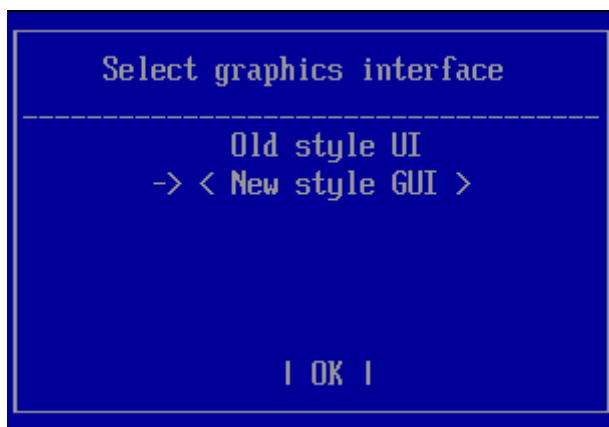 Select graphics interface
Old style UI
-> < New style GUI >
| OK |